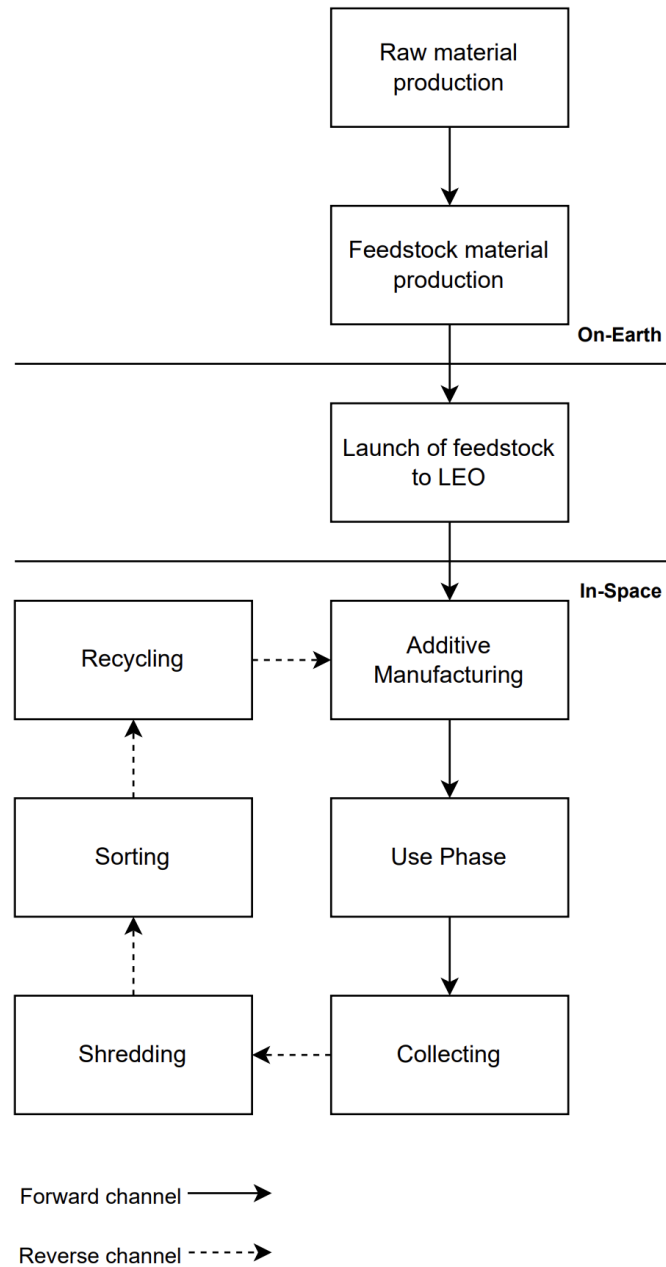 Raw material
production
Feedstock material
production
On-Earth
Launch of feedstock
to LEO
In-Space
Recycling
Additive
Manufacturing
Sorting
Use Phase
Shredding
Collecting
Forward channel
Reverse channel